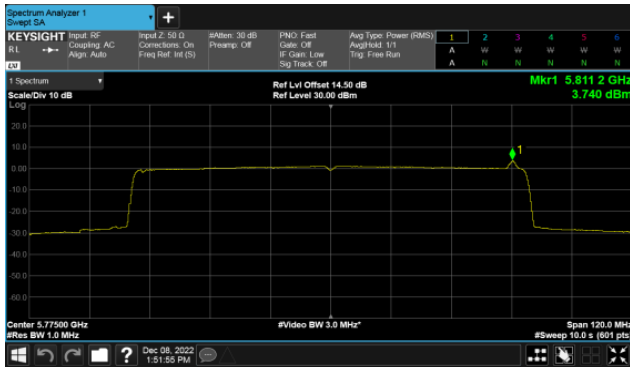 Spectrum Analyzer 1
Swept SA
+
KEYSIGHT Input: RF Input Z: 50 Ω #Atten: 30 dB PNO: Fast Avg Type: Power (RMS) 1 2 3 4 5 6
RL Coupling: AC Corrections: On Preamp: Off Gate: Off Avg|Hold: 1/1 A W W W W W
Align: Auto Freq Ref: Int (S) IF Gain: Low Trig: Free Run
LXI Sig Track: Off A N N N N N
1 Spectrum Ref Lvl Offset 14.50 dB Mkr1 5.811 2 GHz
Scale/Div 10 dB Ref Level 30.00 dBm 3.740 dBm
Log
20.0
10.0
1
0.00
-10.0
-20.0
-30.0
-40.0
-50.0
-60.0
Center 5.77500 GHz #Video BW 3.0 MHz* Span 120.0 MHz
#Res BW 1.0 MHz #Sweep 10.0 s (601 pts)
? Dec 08, 2022
1:51:55 PM